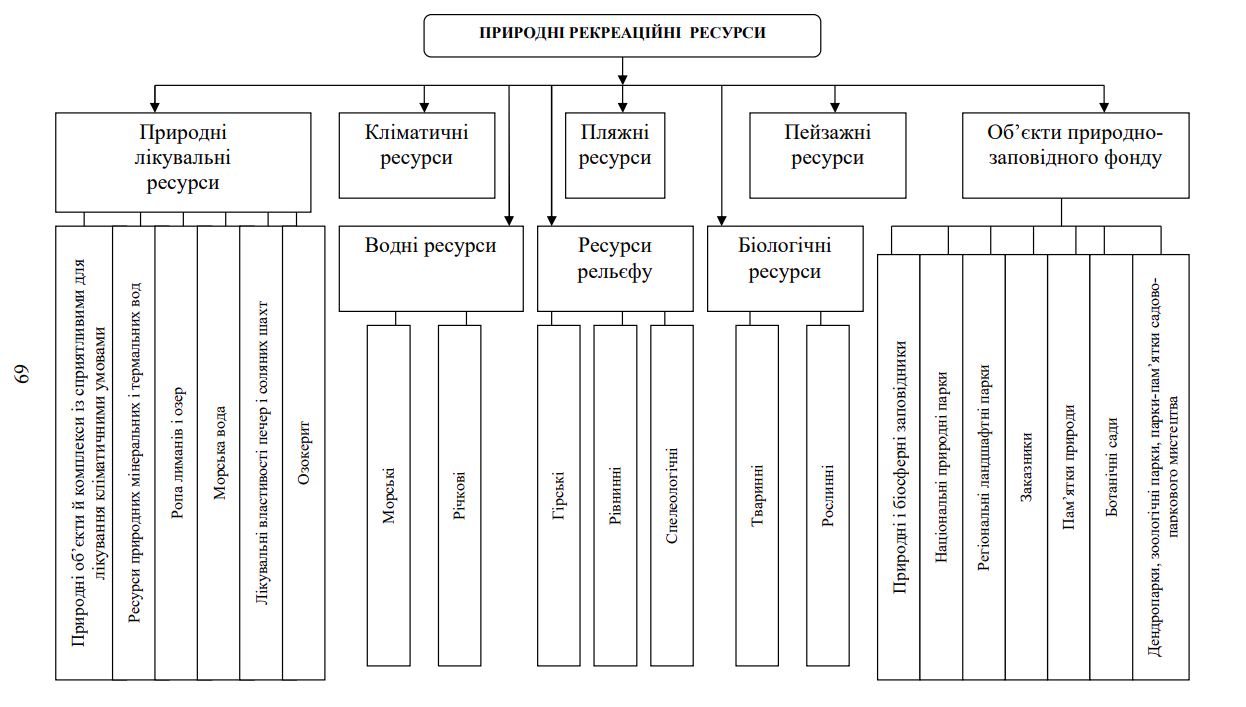 ПРИРОДНІ РЕКРЕАЦІЙНІ РЕСУРСИ
Природні
лікувальні
ресурси
Кліматичні
ресурси
Пляжні
ресурси
Пейзажні
ресурси
Об’єкти природно-
заповідного фонду
Водні ресурси
Ресурси
рельєфу
Біологічні
ресурси
Природні об’єкти й комплекси із сприятливими для
лікування кліматичними умовами
Ресурси природних мінеральних і термальних вод
Ропа лиманів і озер
Морська вода
Лікувальні властивості печер і соляних шахт
Озокерит
Морські
Річкові
Гірські
Рівнинні
Спелеологічні
Тваринні
Рослинні
Природні і біосферні заповідники
Національні природні парки
Регіональні ландшафтні парки
Заказники
Пам’ятки природи
Ботанічні сади
Дендропарки, зоологічні парки, парки-пам’ятки садово-
паркового мистецтва
69